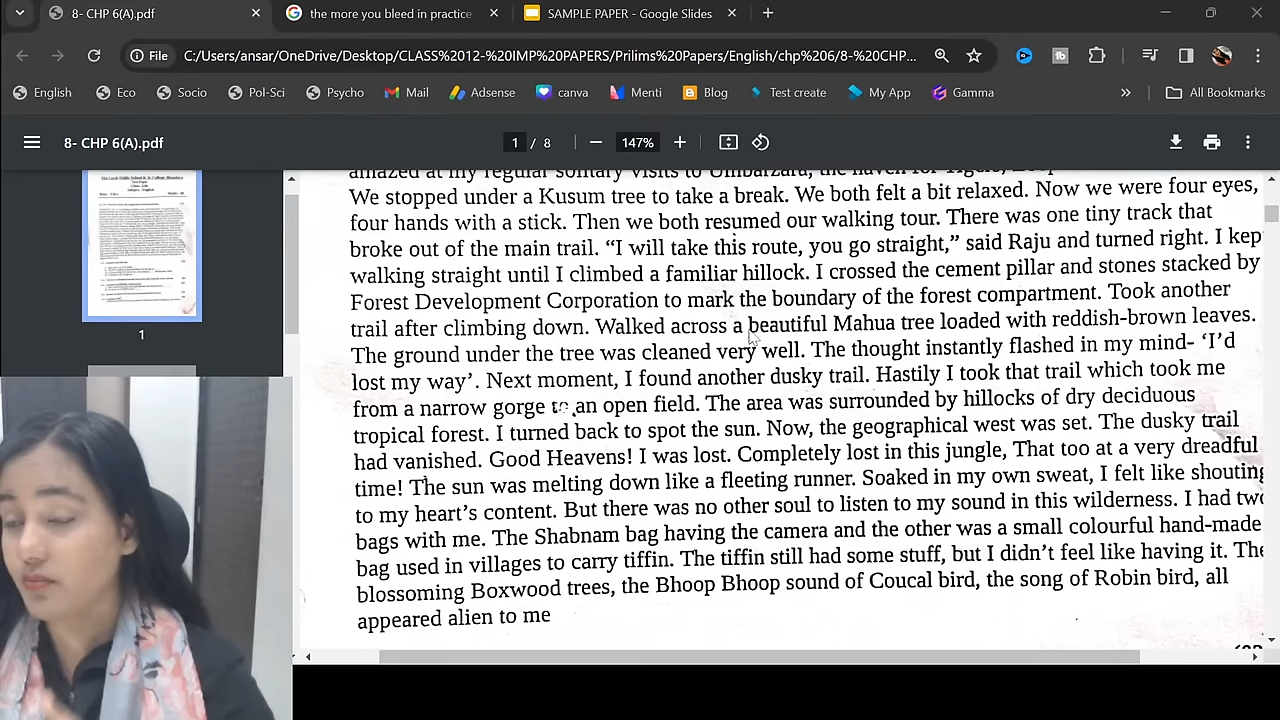 8- CHP 6(A).pdf
the more you bleed in practice
SAMPLE PAPER - Google Slides
File
C:/Users/ansar/OneDrive/Desktop/CLASS%2012-%20IMP%20PAPERS/Prilims%20Papers/English/chp%206/8-%20CHP...
English
Eco
Socio
Pol-Sci
Psycho
Mail
Adsense
canva
Menti
Blog
Test create
My App
Gamma
All Bookmarks
8- CHP 6(A).pdf
1 / 8
147%
1
amazed at my regular solitary visits to
We stopped under a Kusum tree to take a break. We both felt a bit relaxed. Now we were four eyes,
four hands with a stick. Then we both resumed our walking tour. There was one tiny track that
broke out of the main trail. “I will take this route, you go straight,” said Raju and turned right. I kep
walking straight until I climbed a familiar hillock. I crossed the cement pillar and stones stacked by
Forest Development Corporation to mark the boundary of the forest compartment. Took another
trail after climbing down. Walked across a beautiful Mahua tree loaded with reddish-brown leaves.
The ground under the tree was cleaned very well. The thought instantly flashed in my mind- ‘I’d
lost my way’. Next moment, I found another dusky trail. Hastily I took that trail which took me
from a narrow gorge to an open field. The area was surrounded by hillocks of dry deciduous
tropical forest. I turned back to spot the sun. Now, the geographical west was set. The dusky trail
had vanished. Good Heavens! I was lost. Completely lost in this jungle, That too at a very dreadful
time! The sun was melting down like a fleeting runner. Soaked in my own sweat, I felt like shouting
to my heart’s content. But there was no other soul to listen to my sound in this wilderness. I had two
bags with me. The Shabnam bag having the camera and the other was a small colourful hand-made
bag used in villages to carry tiffin. The tiffin still had some stuff, but I didn’t feel like having it. The
blossoming Boxwood trees, the Bhoop Bhoop sound of Coucal bird, the song of Robin bird, all
appeared alien to me